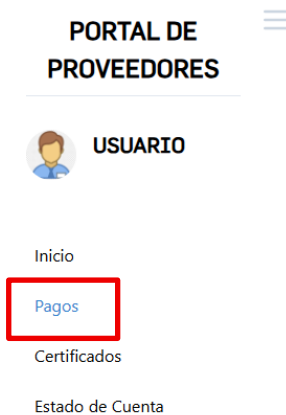 PORTAL DE
PROVEEDORES
USUARIO
Inicio
Pagos
Certificados
Estado de Cuenta